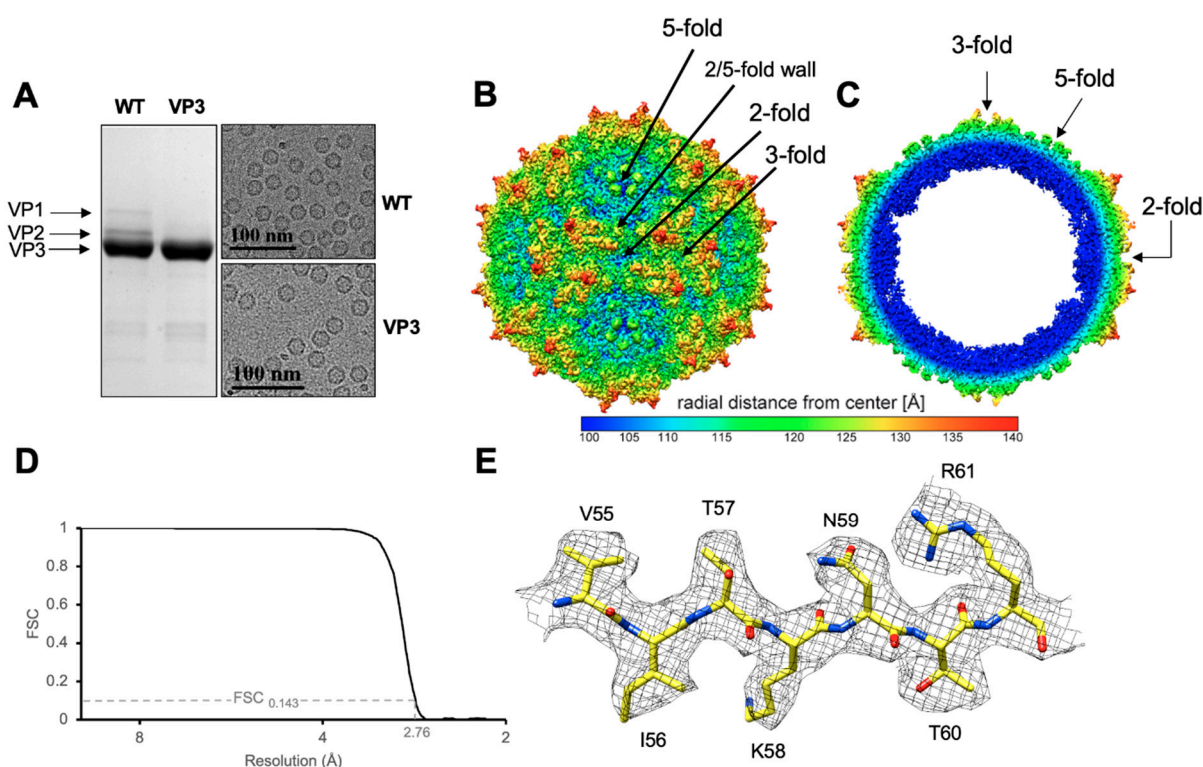 A
WT VP3
VP1
VP2
VP3
100 nm
WT
100 nm
VP3
B
5-fold
2/5-fold wall
2-fold
3-fold
C
3-fold
5-fold
2-fold
radial distance from center [Å]
100 105 110 115 120 125 130 135 140
D
FSC
1
0.8
0.6
0.4
0.2
0
FSC 0.143
8 4 2.76 2
Resolution (Å)
E
V55
T57
N59
R61
I56
K58
T60